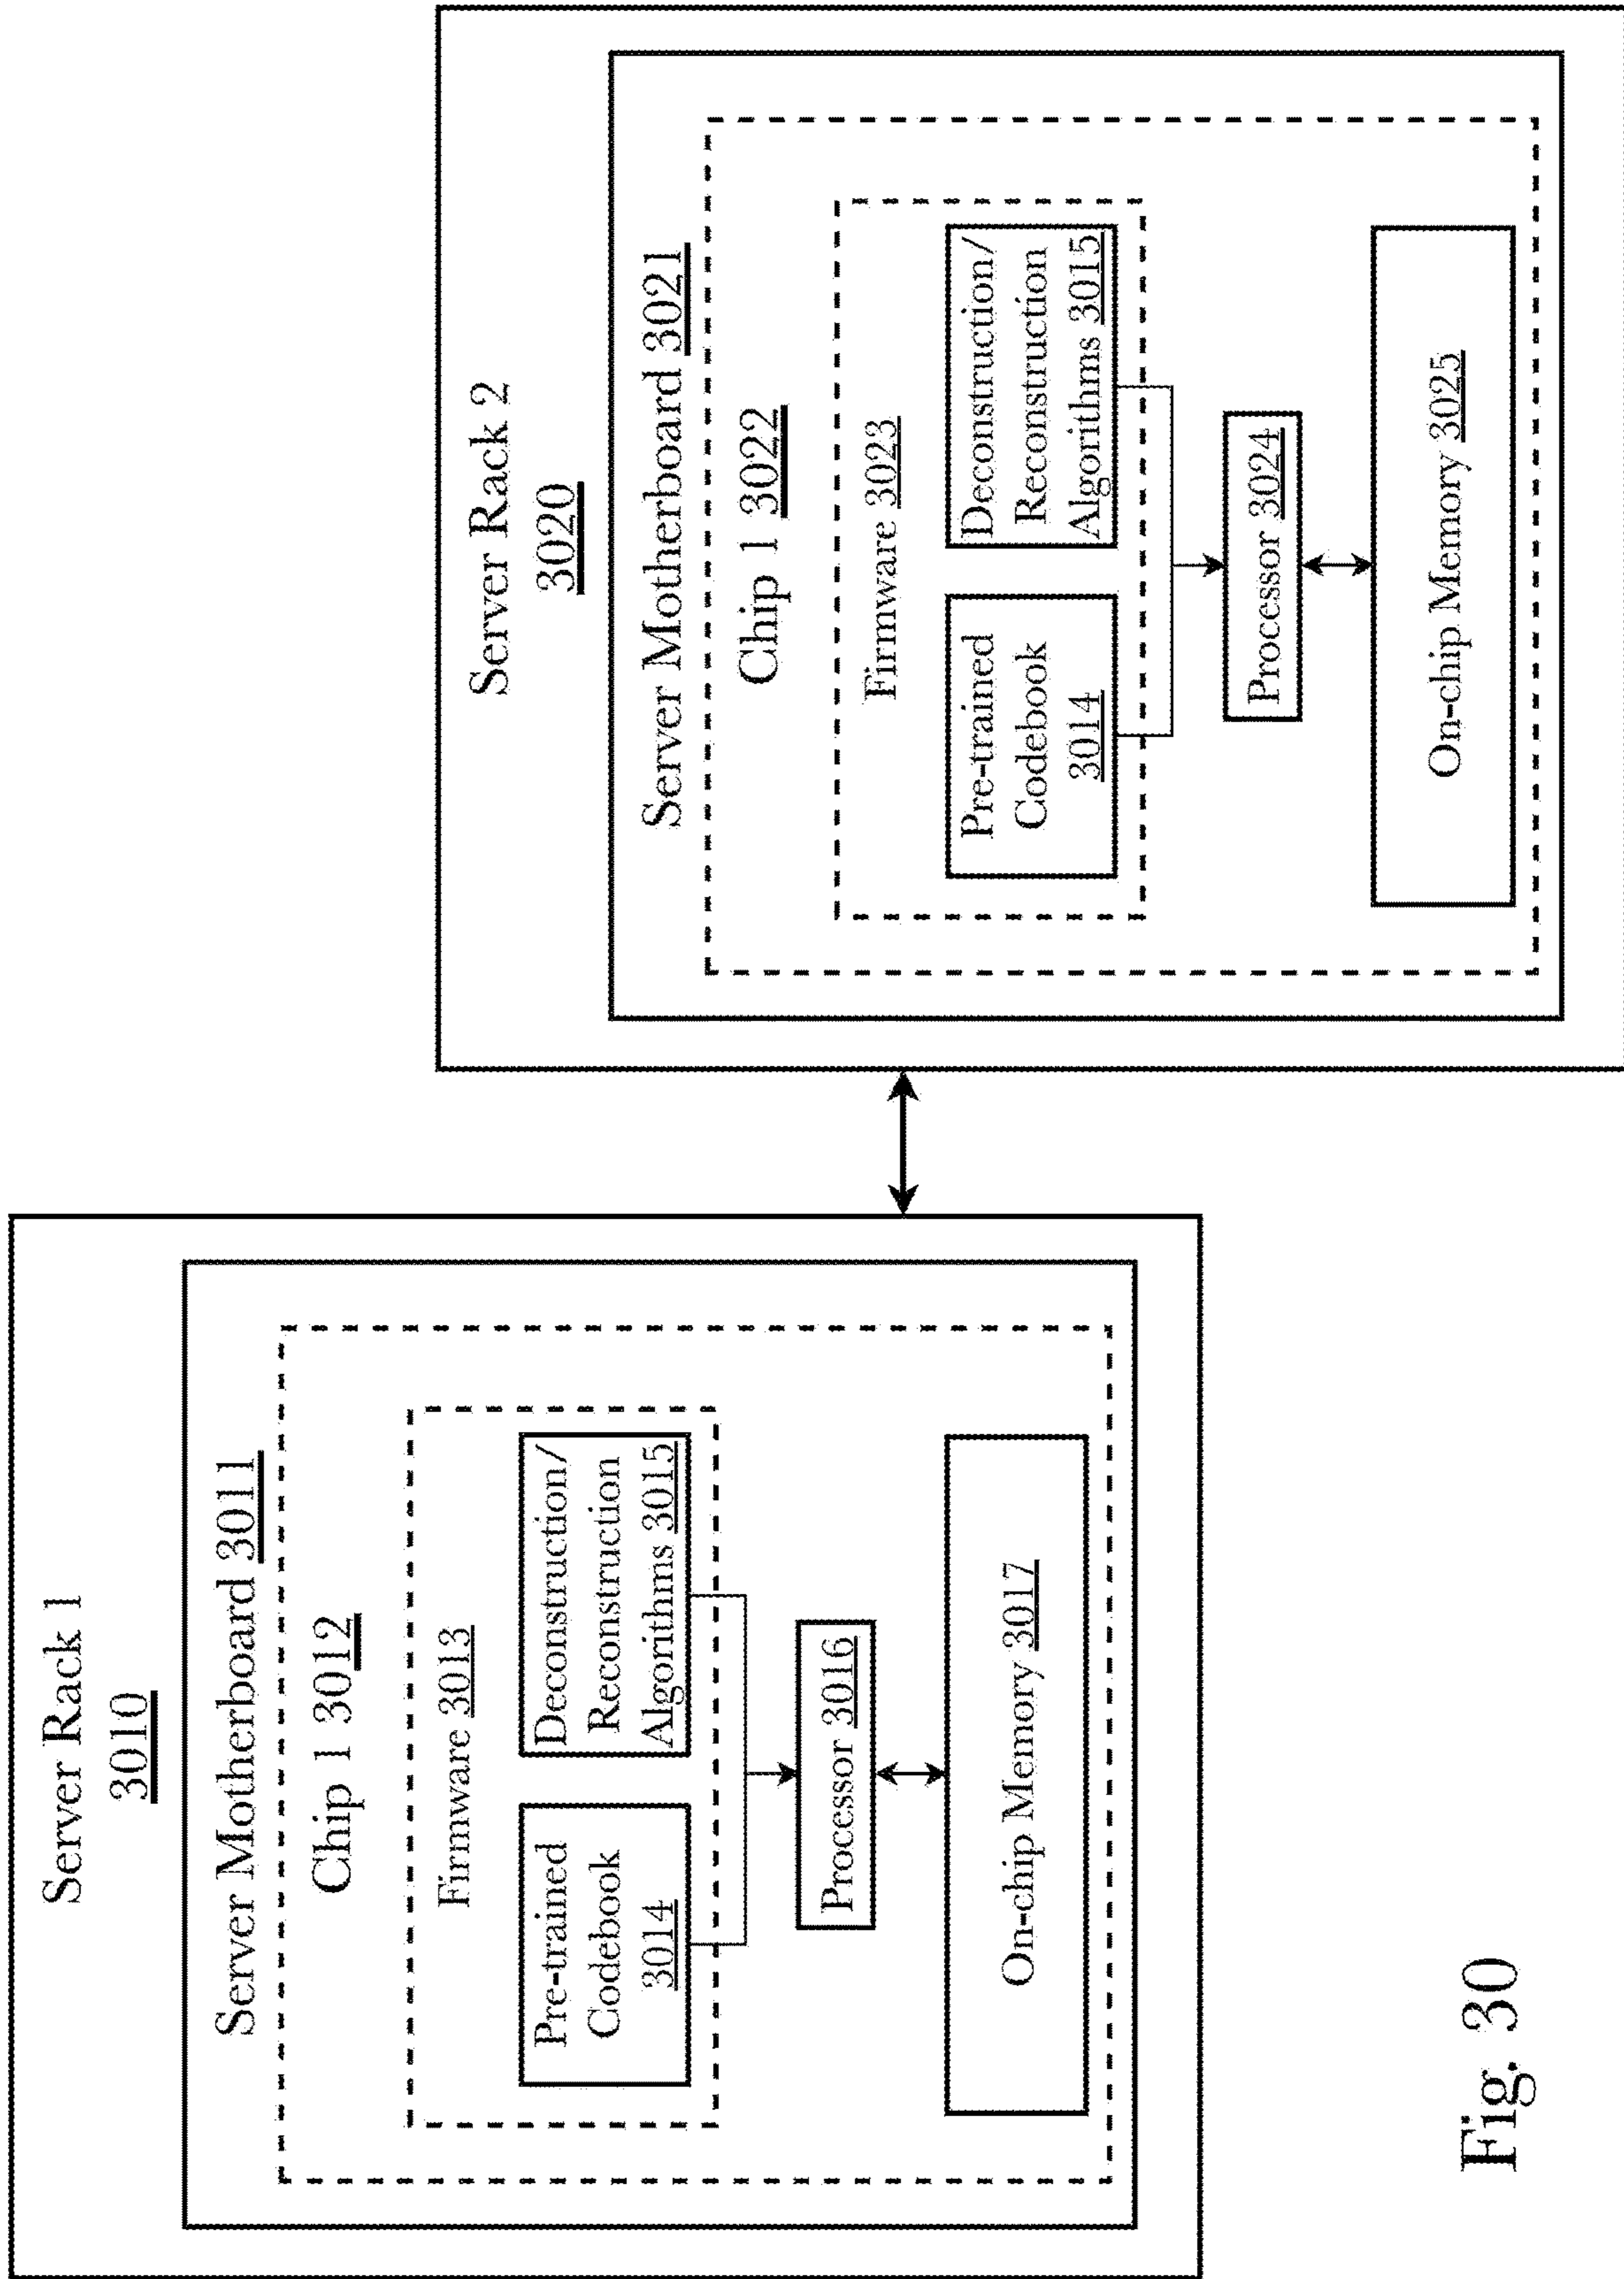 Server Rack 1
3010
Server Motherboard 3011
Chip 1 3012
Firmware 3013
Pre-trained
Codebook
3014
Deconstruction/
Reconstruction
Algorithms 3015
Processor 3016
On-chip Memory 3017
Server Rack 2
3020
Server Motherboard 3021
Chip 1 3022
Firmware 3023
Pre-trained
Codebook
3014
Deconstruction/
Reconstruction
Algorithms 3015
Processor 3024
On-chip Memory 3025
Fig. 30